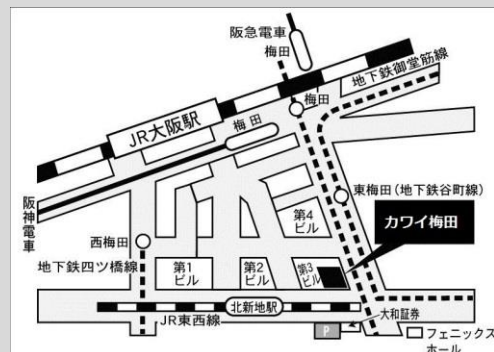 阪急電車
梅田
地下鉄御堂筋線
梅田
JR大阪駅
梅田
阪神電車
東梅田(地下鉄谷町線)
西梅田
地下鉄四ツ橋線
第4
ビル
カワイ梅田
第1
ビル
第2
ビル
第3
ビル
北新地駅
JR東西線
大和証券
P
フェニックス
ホール